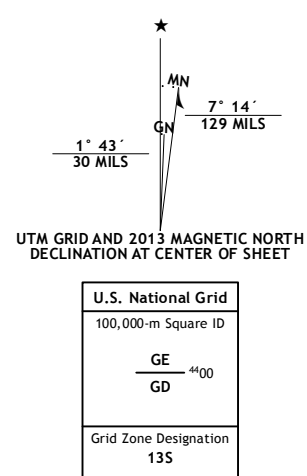 ★
MN
GN
7° 14´
129 MILS
1° 43´
30 MILS
UTM GRID AND 2013 MAGNETIC NORTH
DECLINATION AT CENTER OF SHEET
U.S. National Grid
100,000-m Square ID
GE
4400
GD
Grid Zone Designation
13S